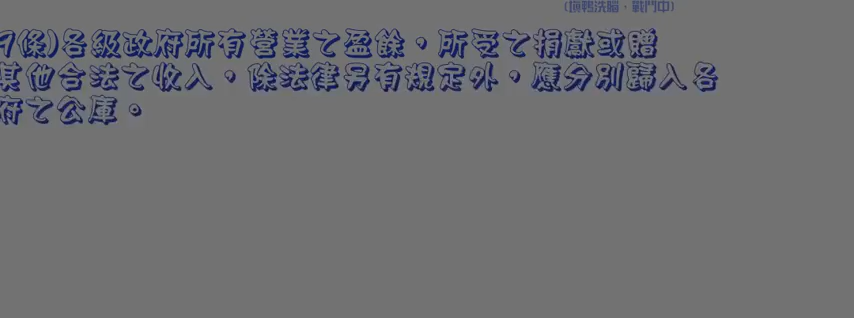 (拖鴨洗腦，戰鬥中)
9條)各級政府所有營業之盈餘，所受之捐獻或贈
其他合法之收入，除法律另有規定外，應分別歸入各
府之公庫。